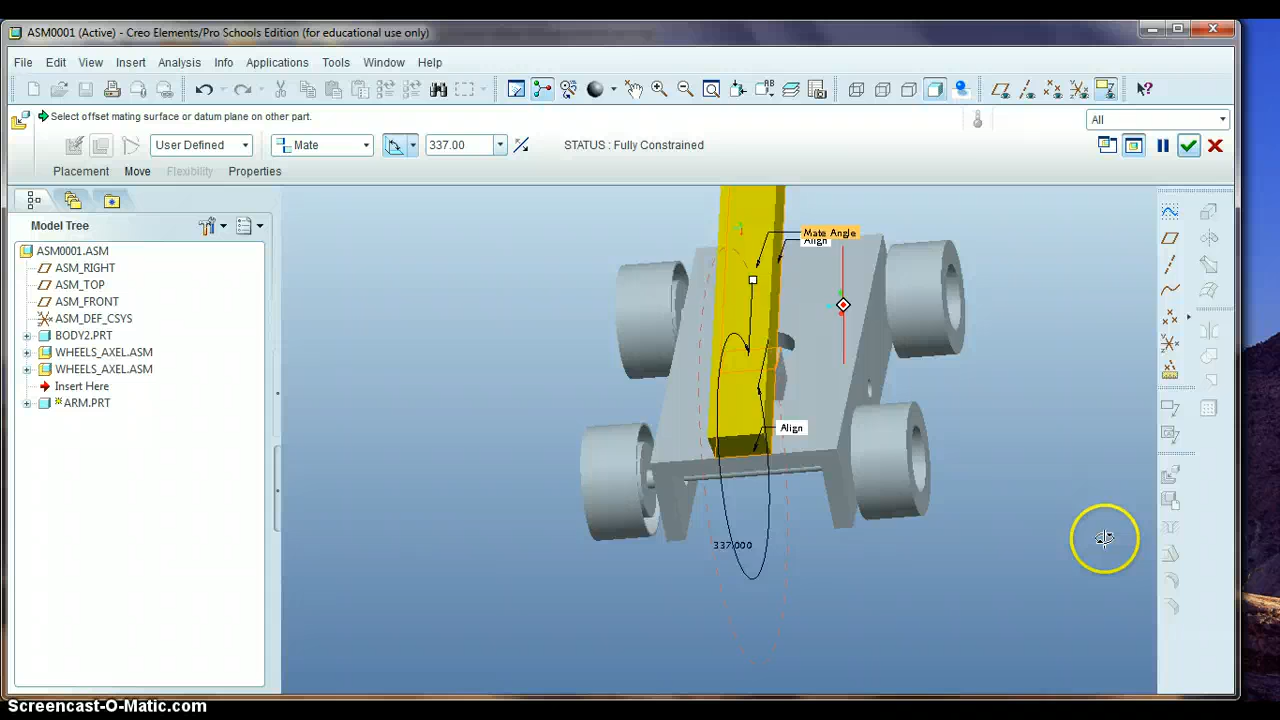 ASM0001 (Active) - Creo Elements/Pro Schools Edition (for educational use only)
File Edit View Insert Analysis Info Applications Tools Window Help
Select offset mating surface or datum plane on other part.
All
User Defined Mate 337.00 STATUS : Fully Constrained
Placement Move Flexibility Properties
Model Tree
ASM0001.ASM
ASM_RIGHT
ASM_TOP
ASM_FRONT
ASM_DEF_CSYS
BODY2.PRT
WHEELS_AXEL.ASM
WHEELS_AXEL.ASM
Insert Here
ARM.PRT
Mate Angle
Align
Align
337.000
Screencast-O-Matic.com